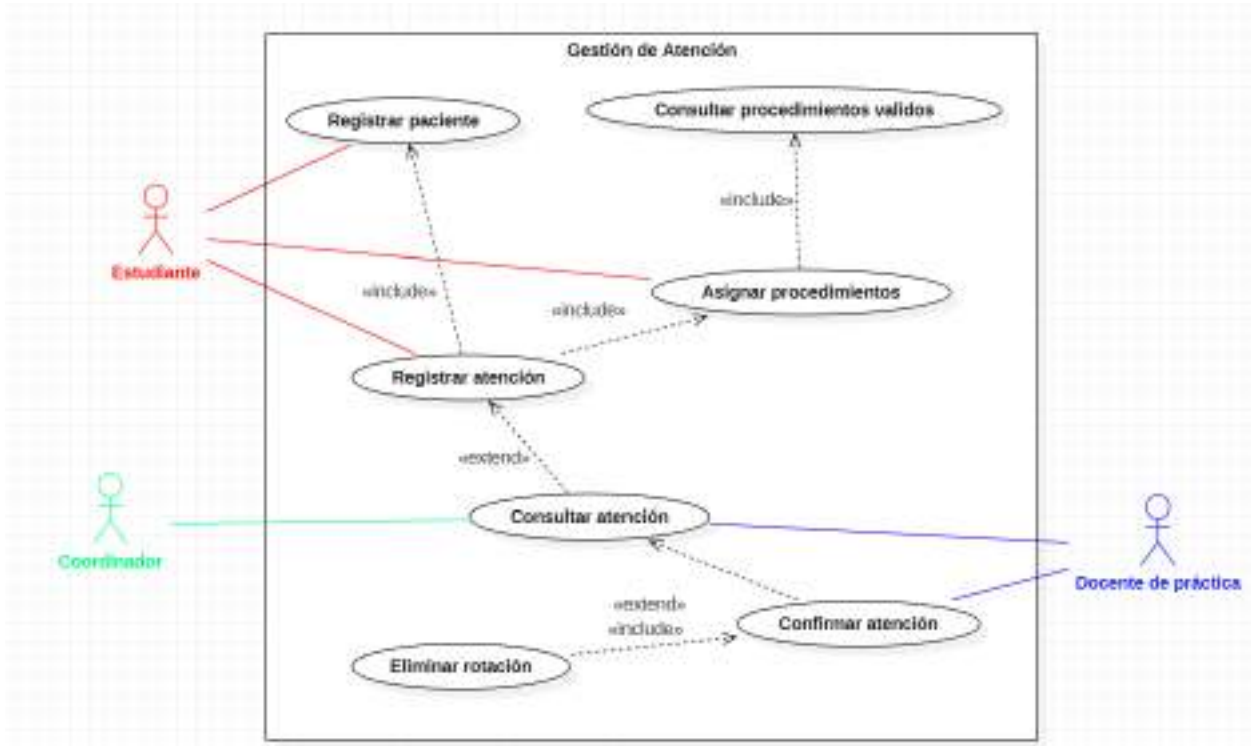 Gestión de Atención
Registrar paciente
Consultar procedimientos validos
«include»
Estudiante
«include»
Asignar procedimientos
«include»
Registrar atención
«extend»
Consultar atención
Coordinador
Docente de práctica
«extend»
«include»
Confirmar atención
Eliminar rotación